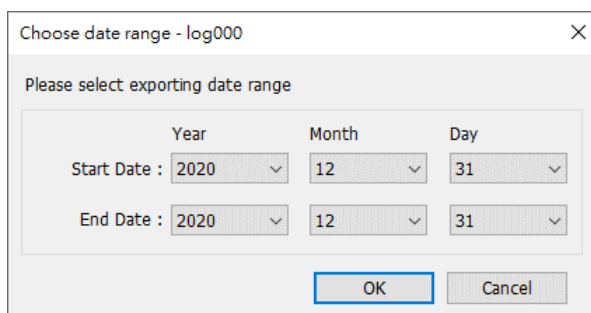 Choose date range - log000
Please select exporting date range
Year Month Day
Start Date : 2020 12 31
End Date : 2020 12 31
OK Cancel